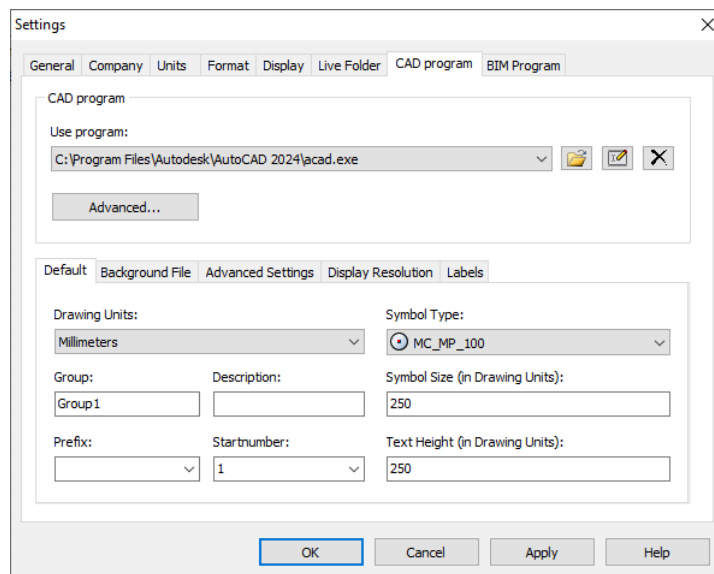 Settings
General Company Units Format Display Live Folder CAD program BIM Program
CAD program
Use program:
C:\Program Files\Autodesk\AutoCAD 2024\acad.exe
Advanced...
Default Background File Advanced Settings Display Resolution Labels
Drawing Units: Symbol Type:
Millimeters MC_MP_100
Group: Description: Symbol Size (in Drawing Units):
Group1 250
Prefix: Startnumber: Text Height (in Drawing Units):
1 250
OK Cancel Apply Help